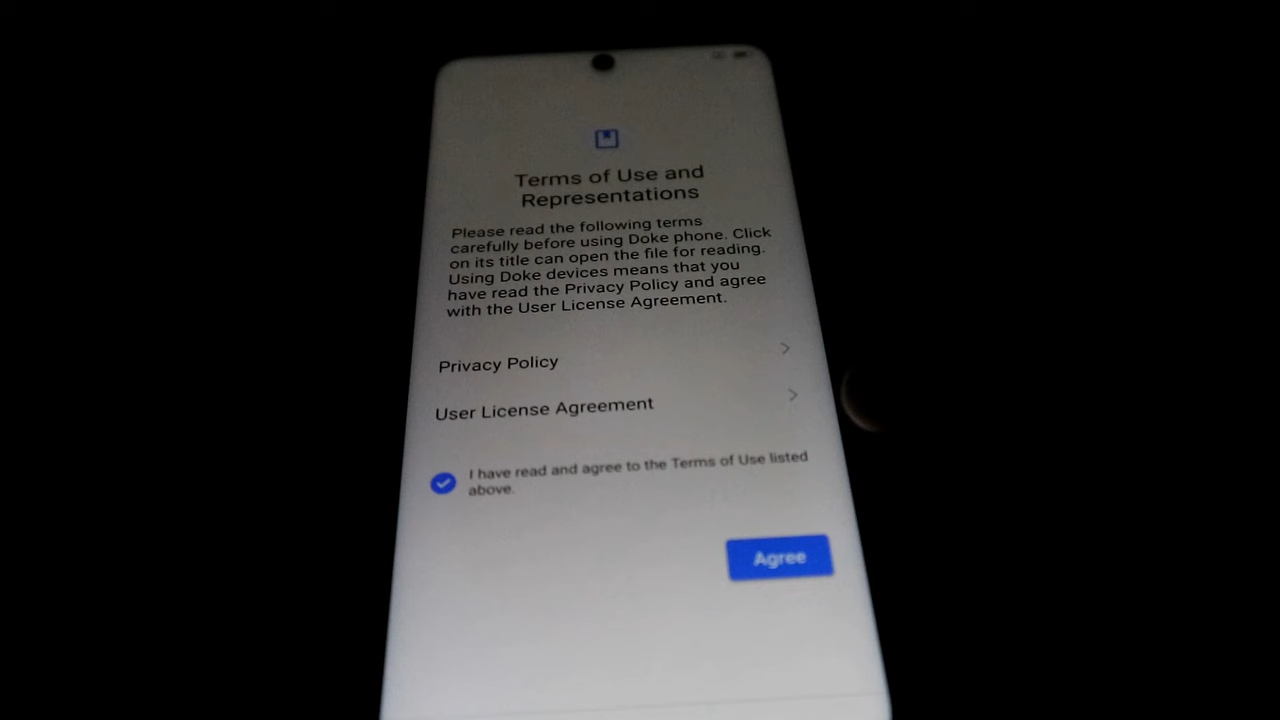 Terms of Use and
Representations
Please read the following terms
carefully before using Doke phone. Click
on its title can open the file for reading.
Using Doke devices means that you
have read the Privacy Policy and agree
with the User License Agreement.
Privacy Policy
User License Agreement
I have read and agree to the Terms of Use listed
above.
Agree